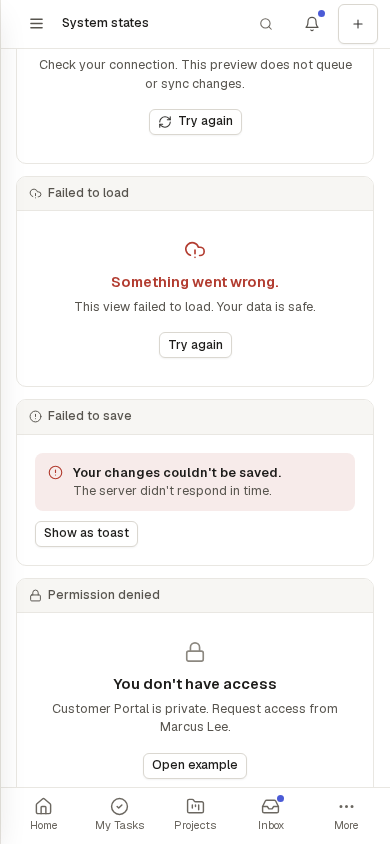 System states
Check your connection. This preview does not queue
or sync changes.
Try again
Failed to load
Something went wrong.
This view failed to load. Your data is safe.
Try again
Failed to save
Your changes couldn't be saved.
The server didn't respond in time.
Show as toast
Permission denied
You don't have access
Customer Portal is private. Request access from
Marcus Lee.
Open example
Home
My Tasks
Projects
Inbox
More